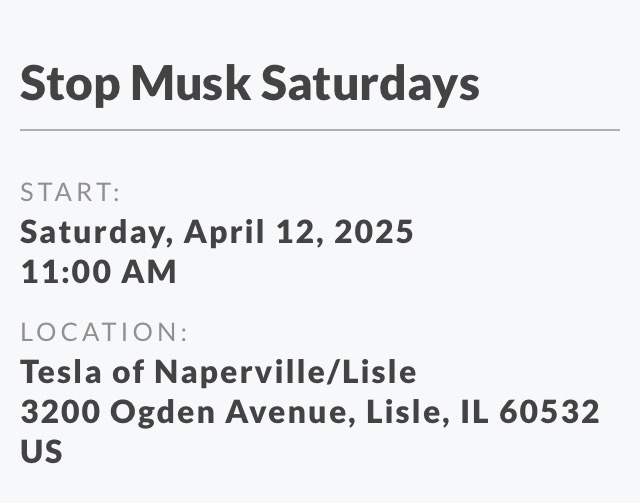 Stop Musk Saturdays
START:
Saturday, April 12, 2025
11:00 AM
LOCATION:
Tesla of Naperville/Lisle
3200 Ogden Avenue, Lisle, IL 60532
US